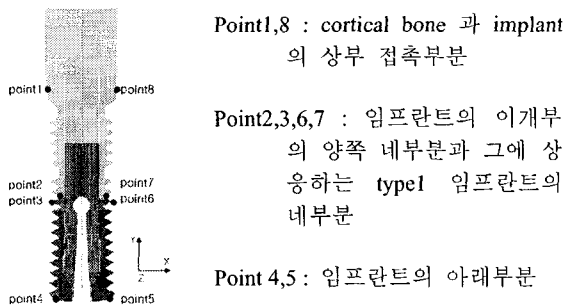 Point1,8 : cortical bone 과 implant
의 상부 접촉부분
point1
point8
Point2,3,6,7 : 임프란트의 이개부
의 양쪽 네부분과 그에 상
응하는 type1 임프란트의
네부분
point2
point7
point3
point6
Y
X
Z
point4
point5
Point 4,5 : 임프란트의 아래부분